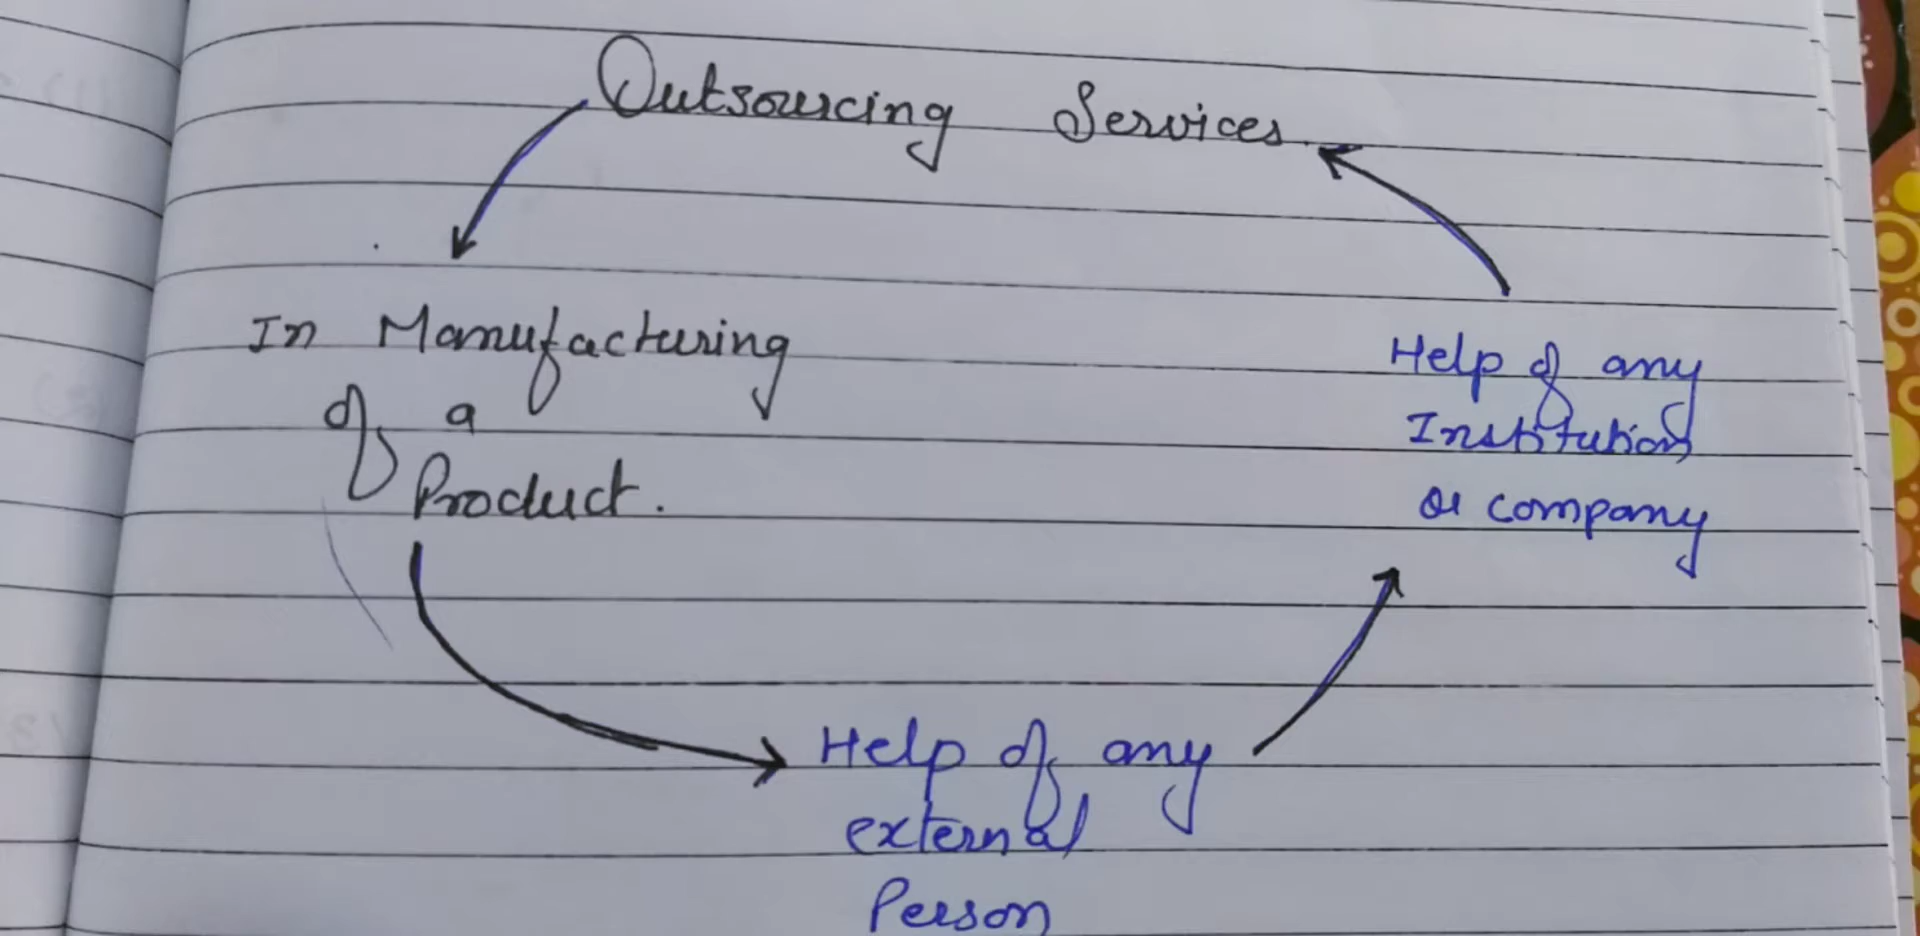 Outsourcing Services.
In Manufacturing
of a
Product.
Help of any
external
Person
Help of any
Institution
or company